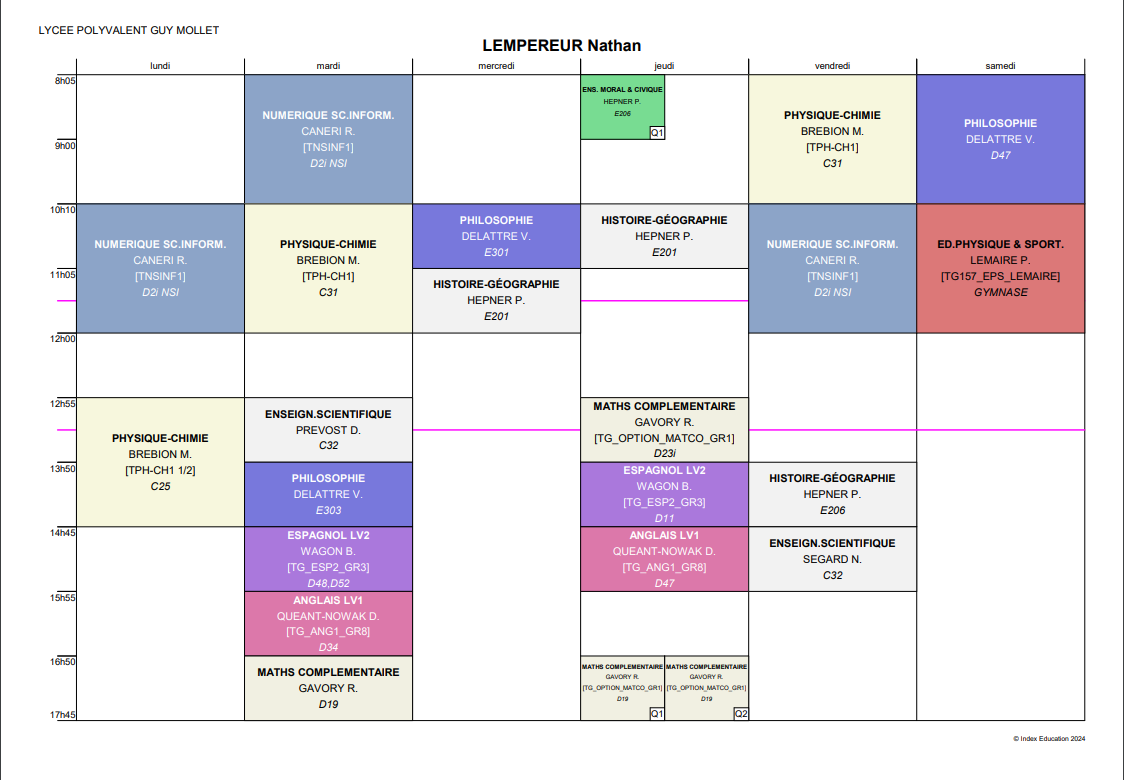 LYCEE POLYVALENT GUY MOLLET
LEMPEREUR Nathan
lundi
mardi
mercredi
jeudi
vendredi
samedi
8h05
9h00
10h10
11h05
12h00
12h55
13h50
14h45
15h55
16h50
17h45
NUMERIQUE SC.INFORM.
CANERI R.
[TNSINF1]
D2i NSI
PHYSIQUE-CHIMIE
BREBION M.
[TPH-CH1 1/2]
C25
NUMERIQUE SC.INFORM.
CANERI R.
[TNSINF1]
D2i NSI
PHYSIQUE-CHIMIE
BREBION M.
[TPH-CH1]
C31
ENSEIGN.SCIENTIFIQUE
PREVOST D.
C32
PHILOSOPHIE
DELATTRE V.
E303
ESPAGNOL LV2
WAGON B.
[TG_ESP2_GR3]
D48,D52
ANGLAIS LV1
QUEANT-NOWAK D.
[TG_ANG1_GR8]
D34
MATHS COMPLEMENTAIRE
GAVORY R.
D19
PHILOSOPHIE
DELATTRE V.
E301
HISTOIRE-GÉOGRAPHIE
HEPNER P.
E201
ENS. MORAL & CIVIQUE
HEPNER P.
E206
Q1
HISTOIRE-GÉOGRAPHIE
HEPNER P.
E201
MATHS COMPLEMENTAIRE
GAVORY R.
[TG_OPTION_MATCO_GR1]
D23i
ESPAGNOL LV2
WAGON B.
[TG_ESP2_GR3]
D11
ANGLAIS LV1
QUEANT-NOWAK D.
[TG_ANG1_GR8]
D47
MATHS COMPLEMENTAIRE
GAVORY R.
[TG_OPTION_MATCO_GR1]
D19
Q1
MATHS COMPLEMENTAIRE
GAVORY R.
[TG_OPTION_MATCO_GR1]
D19
Q2
PHYSIQUE-CHIMIE
BREBION M.
[TPH-CH1]
C31
NUMERIQUE SC.INFORM.
CANERI R.
[TNSINF1]
D2i NSI
HISTOIRE-GÉOGRAPHIE
HEPNER P.
E206
ENSEIGN.SCIENTIFIQUE
SEGARD N.
C32
PHILOSOPHIE
DELATTRE V.
D47
ED.PHYSIQUE & SPORT.
LEMAIRE P.
[TG157_EPS_LEMAIRE]
GYMNASE
© Index Education 2024